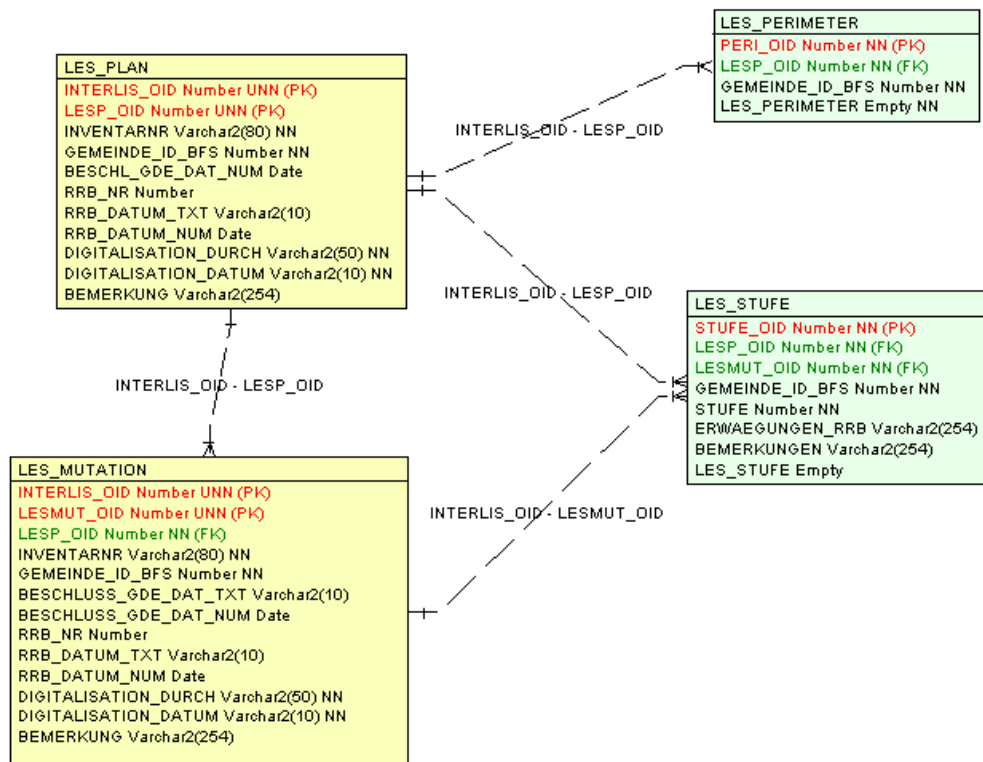 LES_PERIMETER
PERI_OID Number NN (PK)
LESP_OID Number NN (FK)
GEMEINDE_ID_BFS Number NN
LES_PERIMETER Empty NN
LES_PLAN
INTERLIS_OID Number UNN (PK)
LESP_OID Number UNN (PK)
INVENTARNR Varchar2(80) NN
GEMEINDE_ID_BFS Number NN
BESCHL_GDE_DAT_NUM Date
RRB_NR Number
RRB_DATUM_TXT Varchar2(10)
RRB_DATUM_NUM Date
DIGITALISATION_DURCH Varchar2(50) NN
DIGITALISATION_DATUM Varchar2(10) NN
BEMERKUNG Varchar2(254)
INTERLIS_OID - LESP_OID
INTERLIS_OID - LESP_OID
INTERLIS_OID - LESP_OID
LES_STUFE
STUFE_OID Number NN (PK)
LESP_OID Number NN (FK)
LESMUT_OID Number NN (FK)
GEMEINDE_ID_BFS Number NN
STUFE Number NN
ERWAEGUNGEN_RRB Varchar2(254)
BEMERKUNGEN Varchar2(254)
LES_STUFE Empty
LES_MUTATION
INTERLIS_OID Number UNN (PK)
LESMUT_OID Number UNN (PK)
LESP_OID Number NN (FK)
INVENTARNR Varchar2(80) NN
GEMEINDE_ID_BFS Number NN
BESCHLUSS_GDE_DAT_TXT Varchar2(10)
BESCHLUSS_GDE_DAT_NUM Date
RRB_NR Number
RRB_DATUM_TXT Varchar2(10)
RRB_DATUM_NUM Date
DIGITALISATION_DURCH Varchar2(50) NN
DIGITALISATION_DATUM Varchar2(10) NN
BEMERKUNG Varchar2(254)
INTERLIS_OID - LESMUT_OID